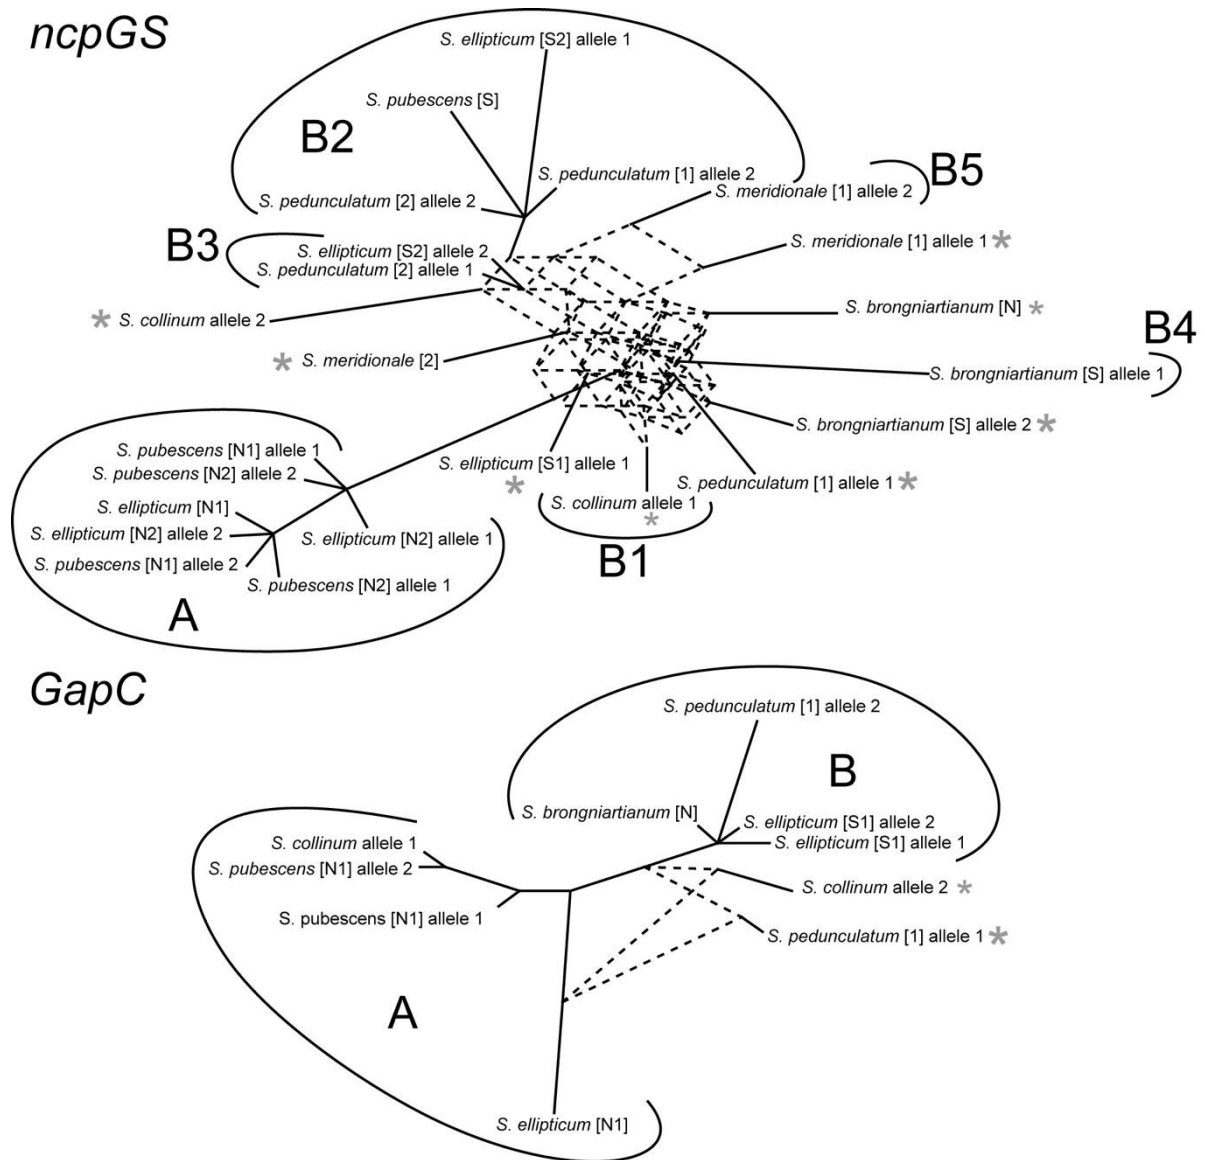 ncpGS
S. ellipticum [S2] allele 1
S. pubescens [S]
B2
S. pedunculatum [1] allele 2
B5
S. meridionale [1] allele 2
S. pedunculatum [2] allele 2
B3
S. ellipticum [S2] allele 2
S. meridionale [1] allele 1 *
S. pedunculatum [2] allele 1
* S. collinum allele 2
S. brongniartianum [N] *
B4
* S. meridionale [2]
S. brongniartianum [S] allele 1
S. brongniartianum [S] allele 2 *
S. pubescens [N1] allele 1
S. ellipticum [S1] allele 1
*
S. pubescens [N2] allele 2
S. pedunculatum [1] allele 1 *
S. collinum allele 1
*
S. ellipticum [N1]
S. ellipticum [N2] allele 2
S. ellipticum [N2] allele 1
S. pubescens [N1] allele 2
B1
S. pubescens [N2] allele 1
A
GapC
S. pedunculatum [1] allele 2
B
S. brongniartianum [N]
S. ellipticum [S1] allele 2
S. collinum allele 1
S. ellipticum [S1] allele 1
S. pubescens [N1] allele 2
S. collinum allele 2 *
S. pubescens [N1] allele 1
S. pedunculatum [1] allele 1 *
A
S. ellipticum [N1]